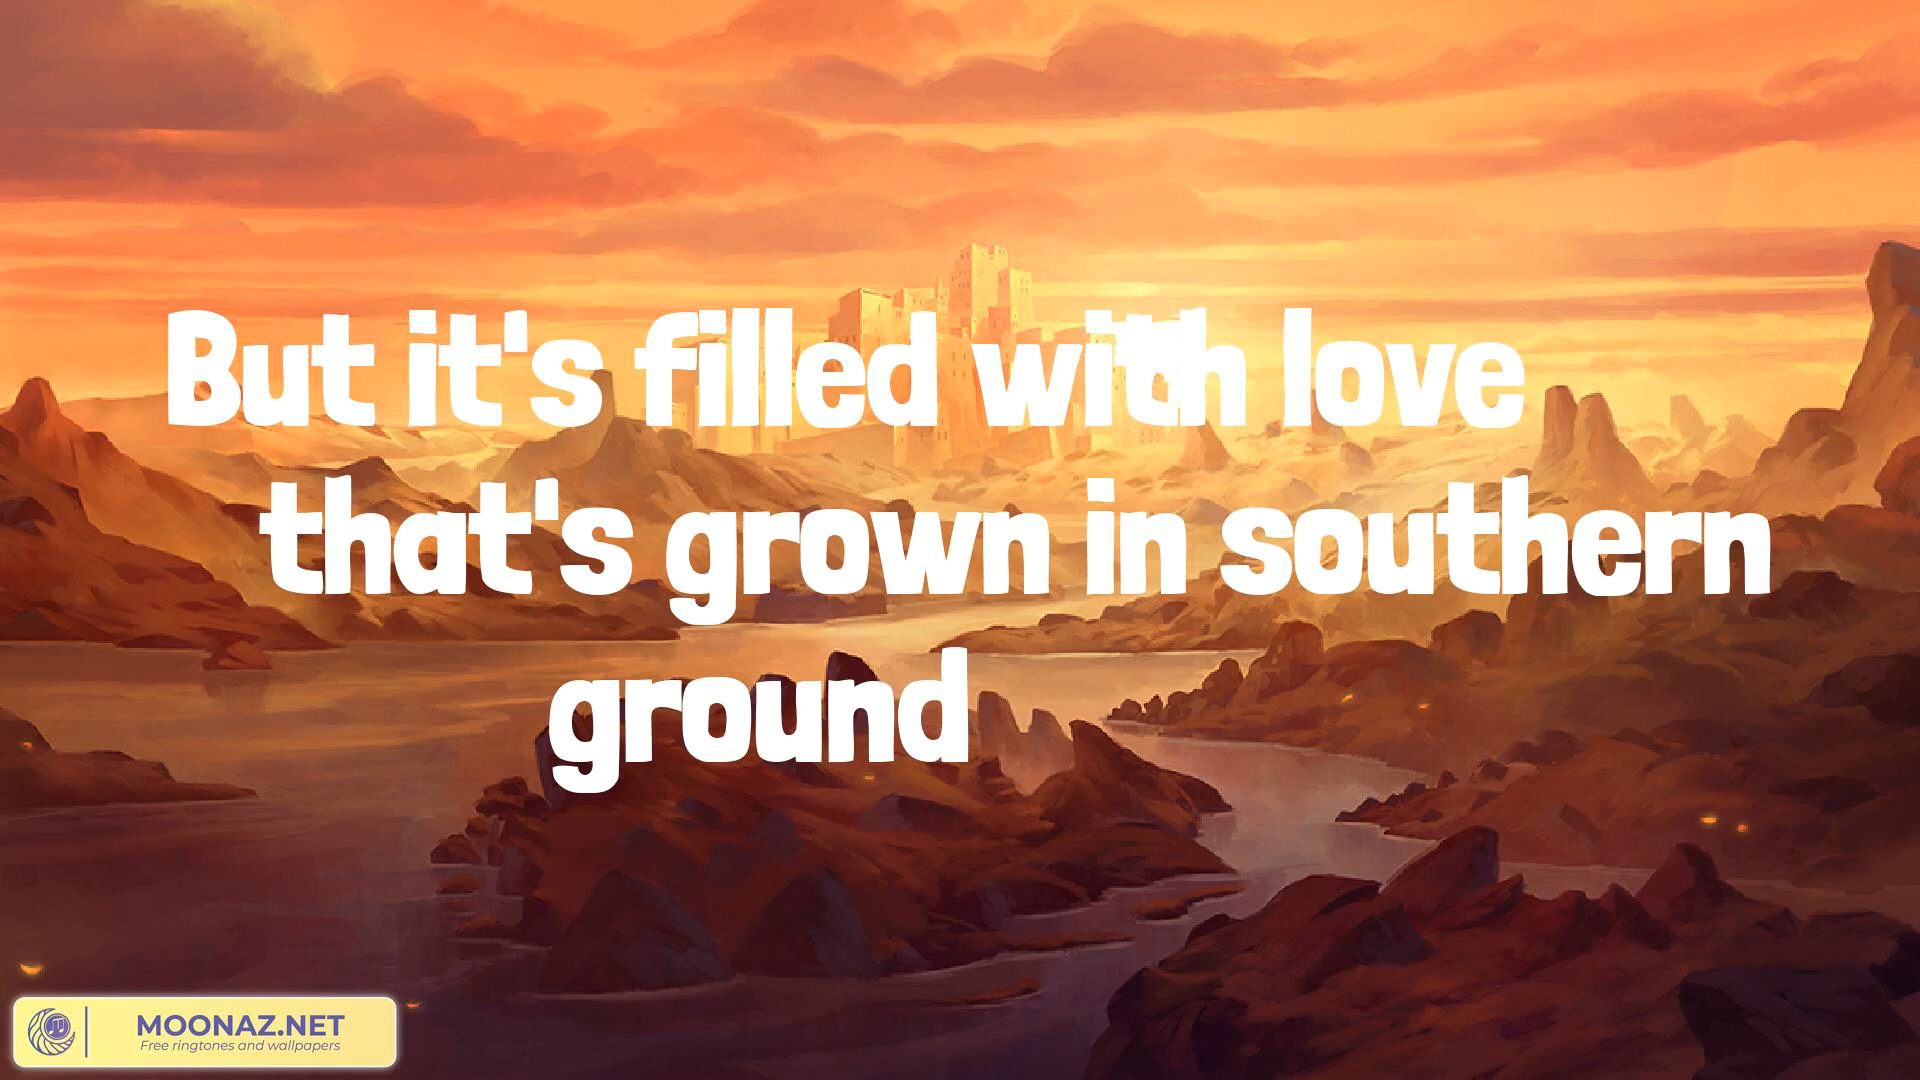 But it's filled with love
that's grown in southern
ground
MOONAZ.NET
Free ringtones and wallpapers